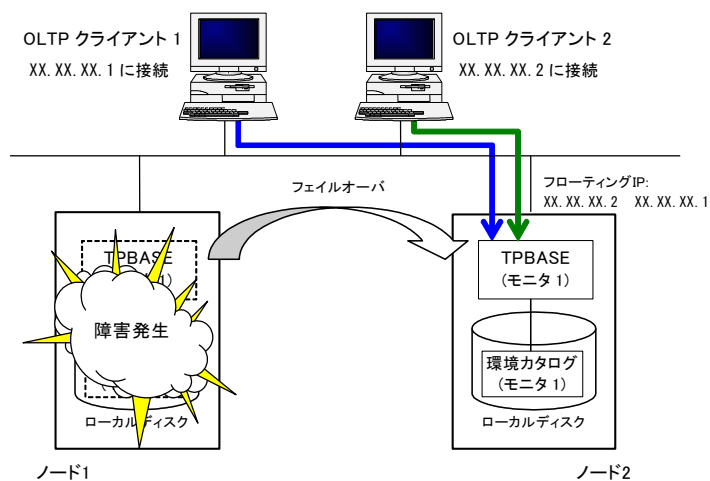 OLTP クライアント 1
XX. XX. XX. 1 に接続
OLTP クライアント 2
XX. XX. XX. 2 に接続
フェイルオーバ
フローティングIP:
XX. XX. XX. 2 XX. XX. XX. 1
TPBASE
障害発生
ローカルディスク
ノード1
TPBASE
(モニタ 1)
環境カタログ
(モニタ 1)
ローカルディスク
ノード2